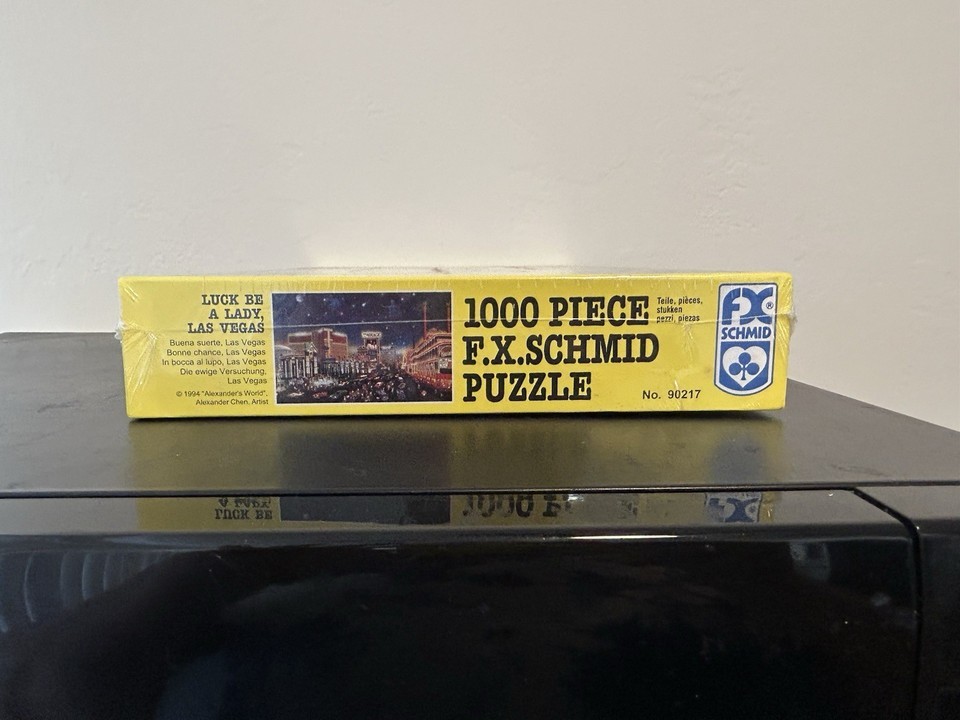 LUCK BE
A LADY,
LAS VEGAS
Buena suerte, Las Vegas
Bonne chance, Las Vegas
In bocca al lupo, Las Vegas
Die ewige Versuchung,
Las Vegas
© 1994 "Alexander's World",
Alexander Chen, Artist
1000 PIECE
Teile, pièces,
stukken
pezzi, piezas
F.X.SCHMID
PUZZLE
No. 90217
FX®
SCHMID